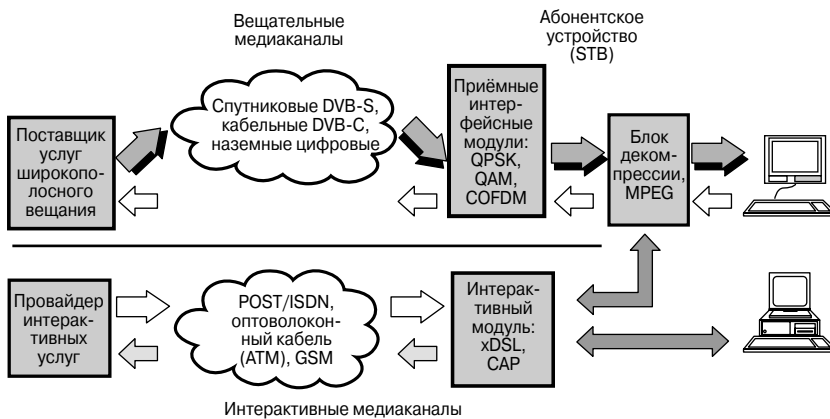 Вещательные
медиаканалы
Абонентское
устройство
(STB)
Поставщик
услуг
широкопо-
лосного
вещания
Спутниковые DVB-S,
кабельные DVB-C,
наземные цифровые
Приёмные
интер-
фейсные
модули:
QPSK,
QAM,
COFDM
Блок
деком-
прессии,
MPEG
Провайдер
интерак-
тивных
услуг
POST/ISDN,
оптоволокон-
ный кабель
(ATM), GSM
Интерак-
тивный
модуль:
xDSL,
CAP
Интерактивные медиаканалы